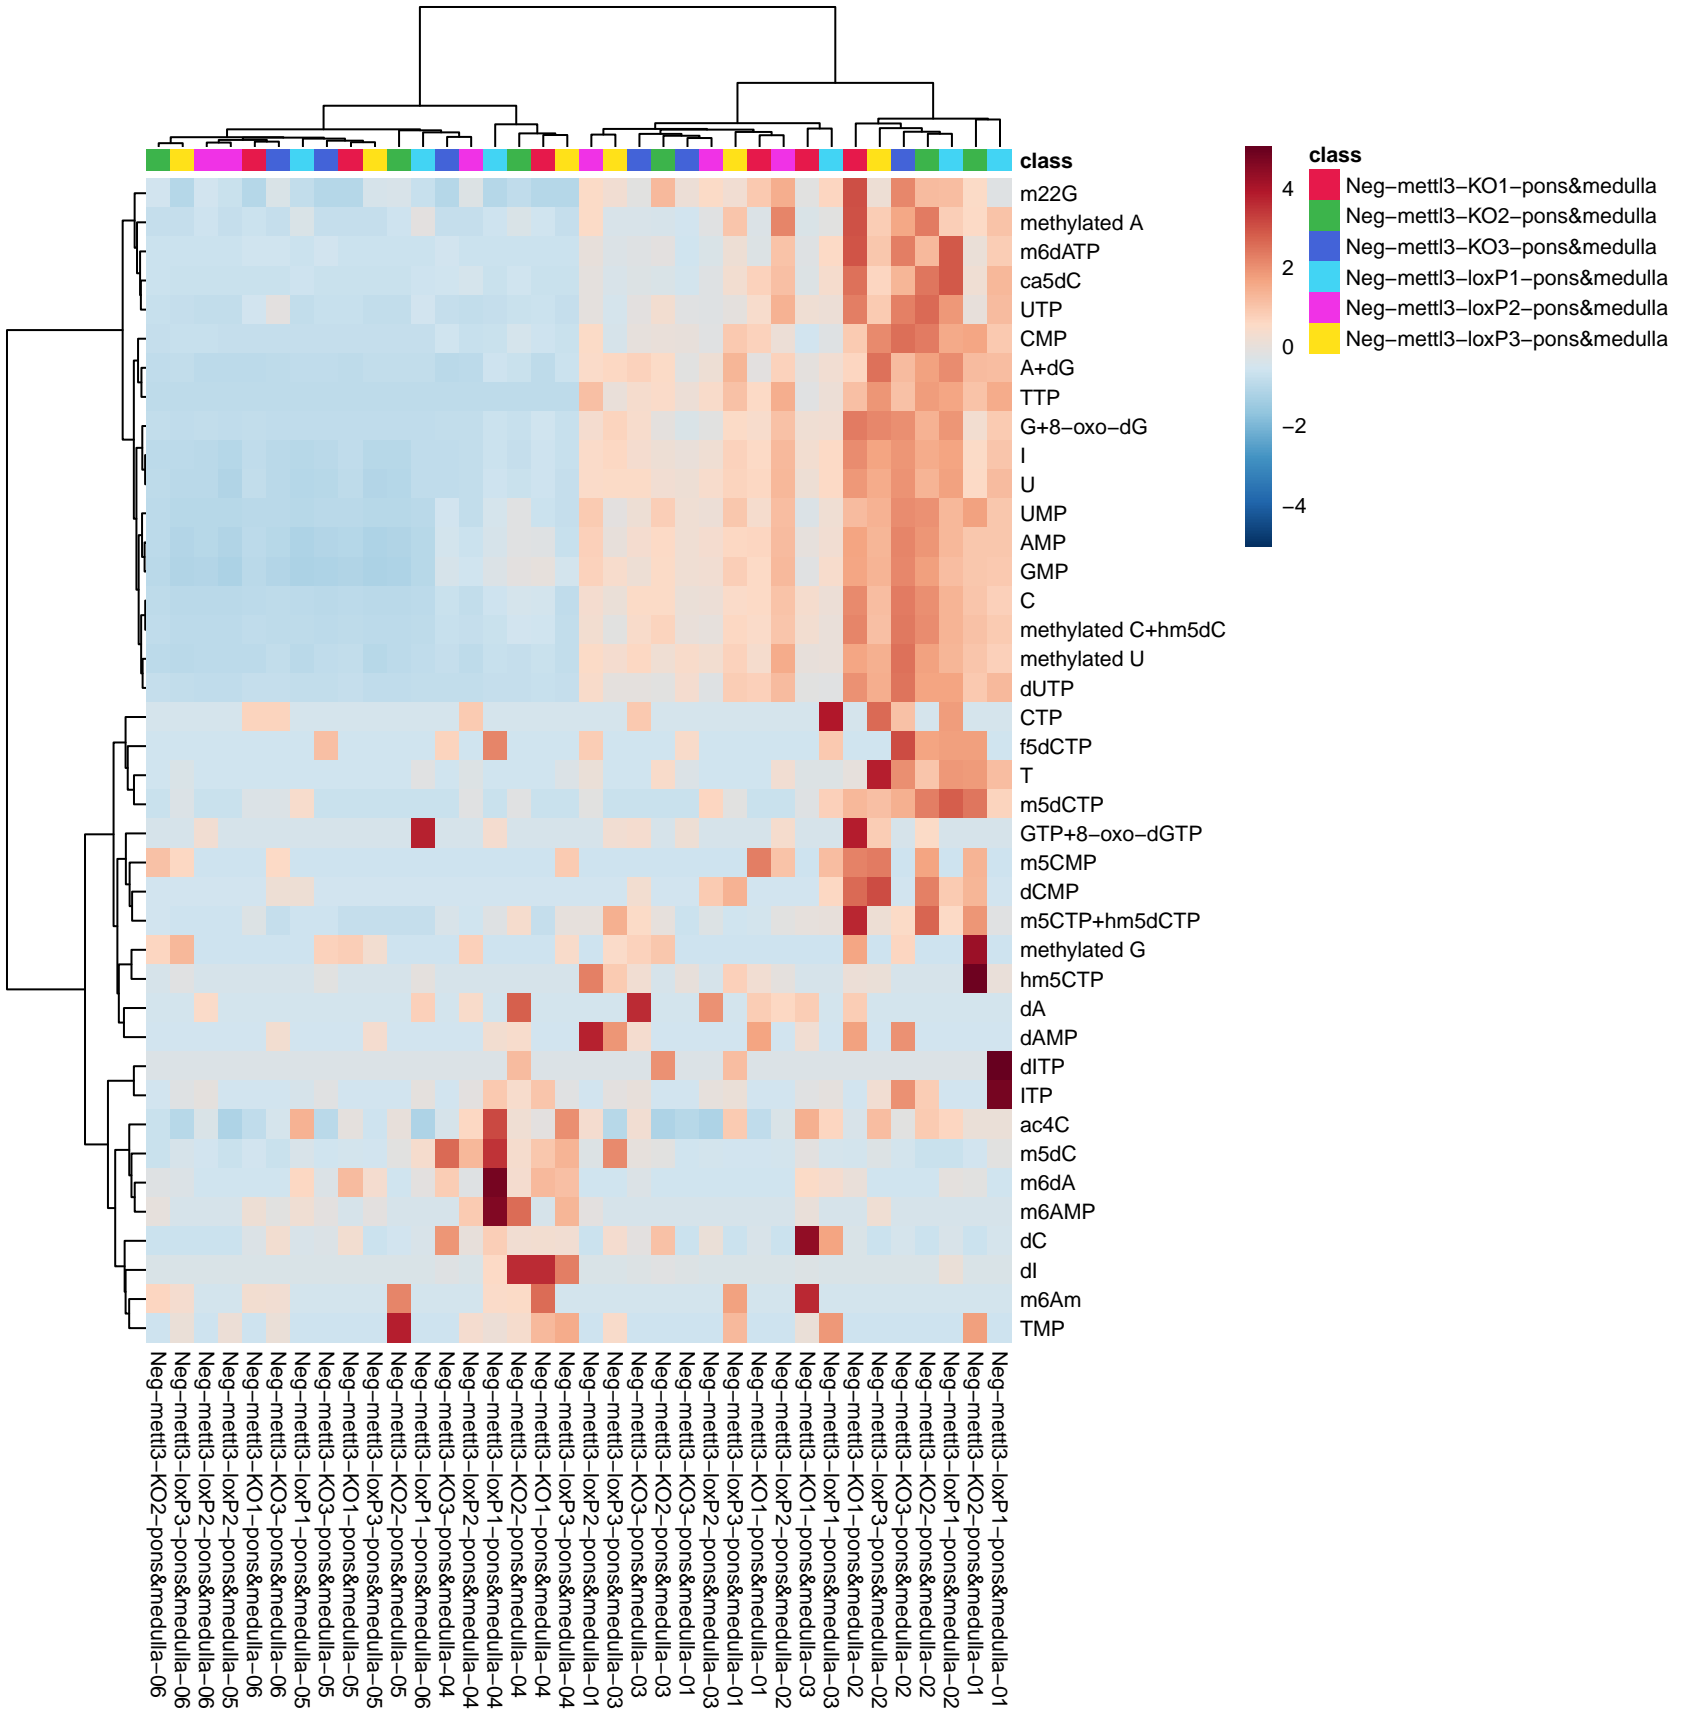 class
m22G
methylated A
m6dATP
ca5dC
UTP
CMP
A+dG
TTP
G+8−oxo−dG
I
U
UMP
AMP
GMP
C
methylated C+hm5dC
methylated U
dUTP
CTP
f5dCTP
T
m5dCTP
GTP+8−oxo−dGTP
m5CMP
dCMP
m5CTP+hm5dCTP
methylated G
hm5CTP
dA
dAMP
dITP
ITP
ac4C
m5dC
m6dA
m6AMP
dC
dI
m6Am
TMP
4
2
0
−2
−4
class
Neg−mettl3−KO1−pons&medulla
Neg−mettl3−KO2−pons&medulla
Neg−mettl3−KO3−pons&medulla
Neg−mettl3−loxP1−pons&medulla
Neg−mettl3−loxP2−pons&medulla
Neg−mettl3−loxP3−pons&medulla
Neg−mettl3−KO2−pons&medulla−06
Neg−mettl3−loxP3−pons&medulla−06
Neg−mettl3−loxP2−pons&medulla−06
Neg−mettl3−loxP2−pons&medulla−05
Neg−mettl3−KO1−pons&medulla−06
Neg−mettl3−KO3−pons&medulla−06
Neg−mettl3−loxP1−pons&medulla−05
Neg−mettl3−KO3−pons&medulla−05
Neg−mettl3−KO1−pons&medulla−05
Neg−mettl3−loxP3−pons&medulla−05
Neg−mettl3−KO2−pons&medulla−05
Neg−mettl3−loxP1−pons&medulla−06
Neg−mettl3−KO3−pons&medulla−04
Neg−mettl3−loxP2−pons&medulla−04
Neg−mettl3−loxP1−pons&medulla−04
Neg−mettl3−KO2−pons&medulla−04
Neg−mettl3−KO1−pons&medulla−04
Neg−mettl3−loxP3−pons&medulla−04
Neg−mettl3−loxP2−pons&medulla−01
Neg−mettl3−loxP3−pons&medulla−03
Neg−mettl3−KO3−pons&medulla−03
Neg−mettl3−KO2−pons&medulla−03
Neg−mettl3−KO3−pons&medulla−01
Neg−mettl3−loxP2−pons&medulla−03
Neg−mettl3−loxP3−pons&medulla−01
Neg−mettl3−KO1−pons&medulla−01
Neg−mettl3−loxP2−pons&medulla−02
Neg−mettl3−KO1−pons&medulla−03
Neg−mettl3−loxP1−pons&medulla−03
Neg−mettl3−KO1−pons&medulla−02
Neg−mettl3−loxP3−pons&medulla−02
Neg−mettl3−KO3−pons&medulla−02
Neg−mettl3−KO2−pons&medulla−02
Neg−mettl3−loxP1−pons&medulla−02
Neg−mettl3−KO2−pons&medulla−01
Neg−mettl3−loxP1−pons&medulla−01